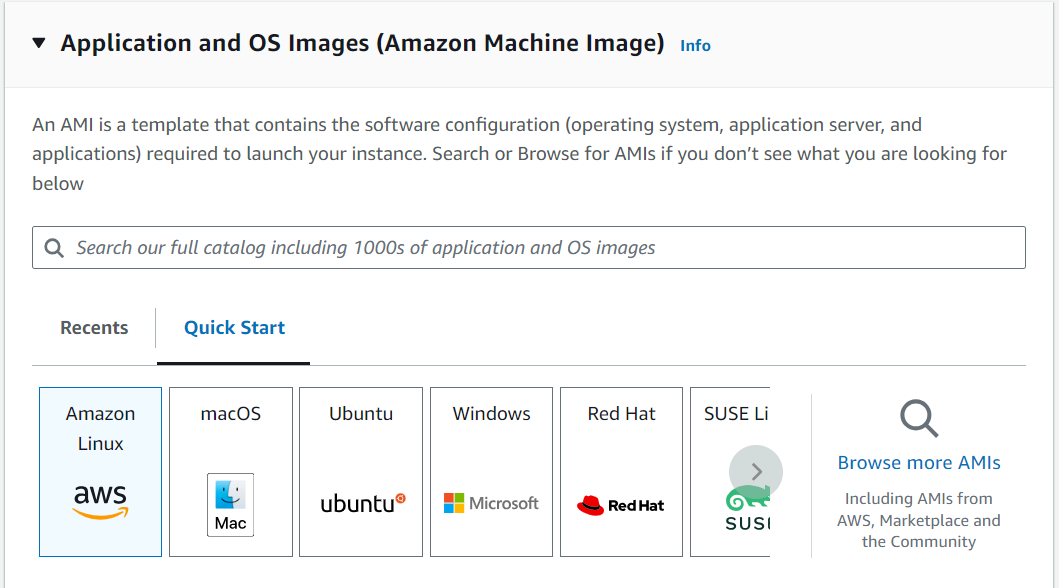 Application and OS Images (Amazon Machine Image) Info
An AMI is a template that contains the software configuration (operating system, application server, and
applications) required to launch your instance. Search or Browse for AMIs if you don’t see what you are looking for
below
Search our full catalog including 1000s of application and OS images
Recents
Quick Start
Amazon
Linux
aws
macOS
Mac
Ubuntu
ubuntu
Windows
Microsoft
Red Hat
Red Hat
SUSE Li
SUS
Browse more AMIs
Including AMIs from
AWS, Marketplace and
the Community